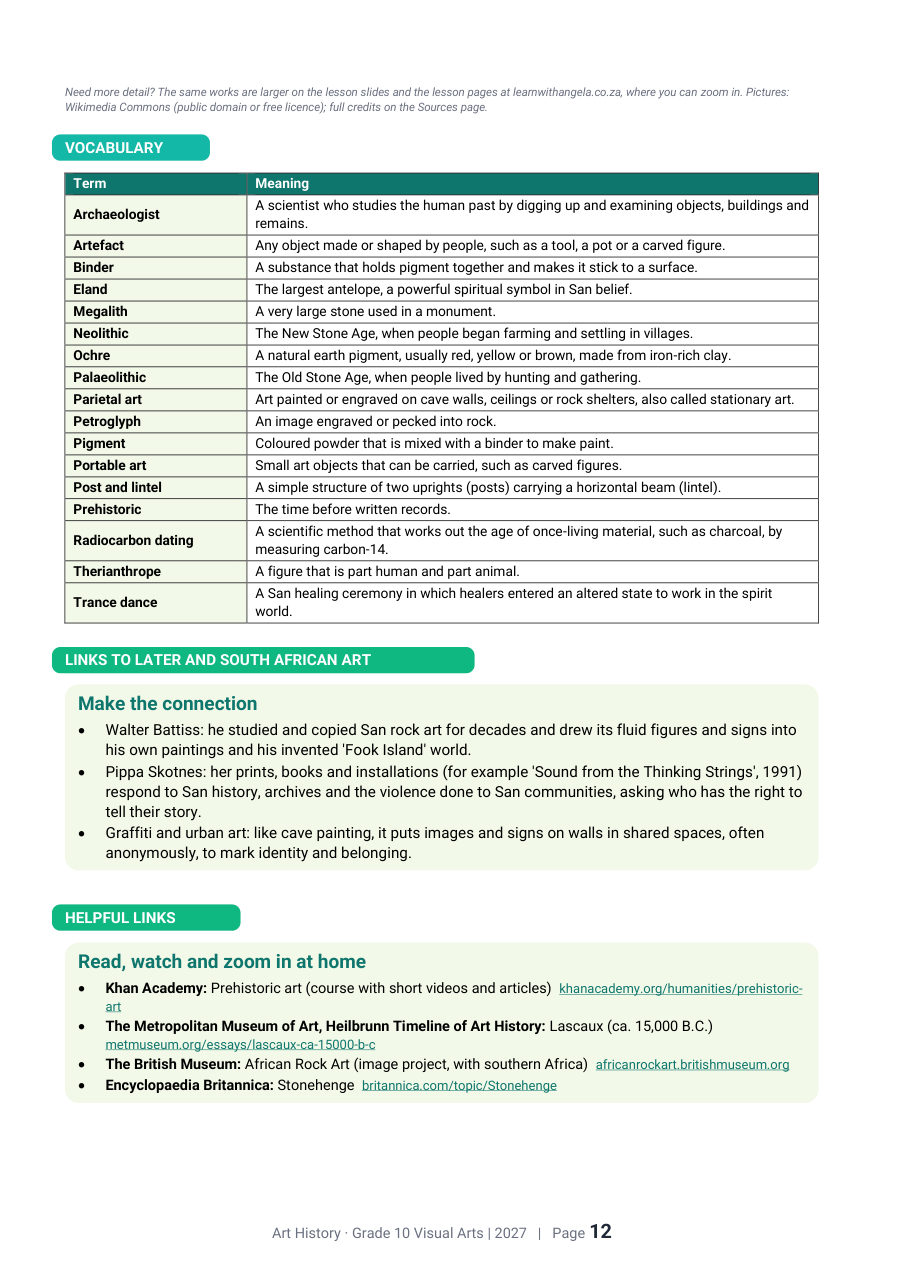 Need more detail? The same works are larger on the lesson slides and the lesson pages at learnwithangela.co.za, where you can zoom in. Pictures:
Wikimedia Commons (public domain or free licence); full credits on the Sources page.
VOCABULARY
Term Meaning
Archaeologist A scientist who studies the human past by digging up and examining objects, buildings and
remains.
Artefact Any object made or shaped by people, such as a tool, a pot or a carved figure.
Binder A substance that holds pigment together and makes it stick to a surface.
Eland The largest antelope, a powerful spiritual symbol in San belief.
Megalith A very large stone used in a monument.
Neolithic The New Stone Age, when people began farming and settling in villages.
Ochre A natural earth pigment, usually red, yellow or brown, made from iron-rich clay.
Palaeolithic The Old Stone Age, when people lived by hunting and gathering.
Parietal art Art painted or engraved on cave walls, ceilings or rock shelters, also called stationary art.
Petroglyph An image engraved or pecked into rock.
Pigment Coloured powder that is mixed with a binder to make paint.
Portable art Small art objects that can be carried, such as carved figures.
Post and lintel A simple structure of two uprights (posts) carrying a horizontal beam (lintel).
Prehistoric The time before written records.
Radiocarbon dating A scientific method that works out the age of once-living material, such as charcoal, by
measuring carbon-14.
Therianthrope A figure that is part human and part animal.
Trance dance A San healing ceremony in which healers entered an altered state to work in the spirit
world.
LINKS TO LATER AND SOUTH AFRICAN ART
Make the connection
• Walter Battiss: he studied and copied San rock art for decades and drew its fluid figures and signs into
his own paintings and his invented 'Fook Island' world.
• Pippa Skotnes: her prints, books and installations (for example 'Sound from the Thinking Strings', 1991)
respond to San history, archives and the violence done to San communities, asking who has the right to
tell their story.
• Graffiti and urban art: like cave painting, it puts images and signs on walls in shared spaces, often
anonymously, to mark identity and belonging.
HELPFUL LINKS
Read, watch and zoom in at home
• Khan Academy: Prehistoric art (course with short videos and articles) khanacademy.org/humanities/prehistoric-
art
• The Metropolitan Museum of Art, Heilbrunn Timeline of Art History: Lascaux (ca. 15,000 B.C.)
metmuseum.org/essays/lascaux-ca-15000-b-c
• The British Museum: African Rock Art (image project, with southern Africa) africanrockart.britishmuseum.org
• Encyclopaedia Britannica: Stonehenge britannica.com/topic/Stonehenge
Art History · Grade 10 Visual Arts | 2027 | Page 12